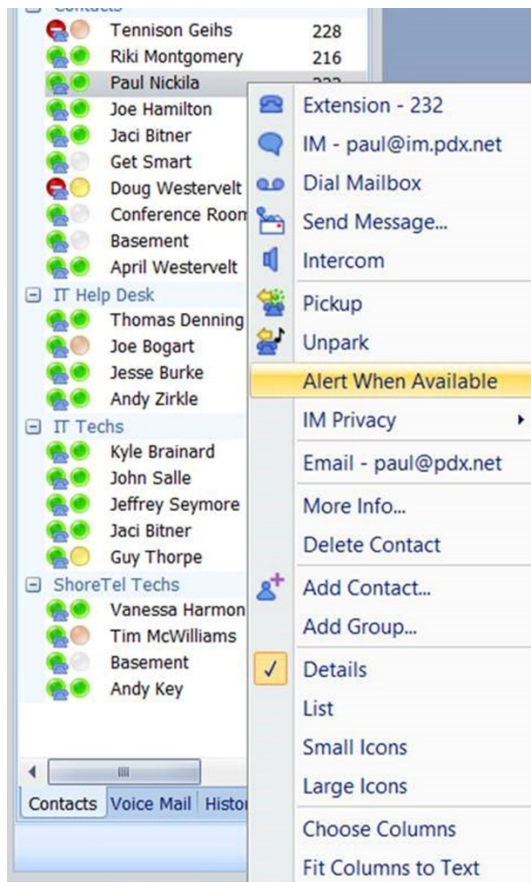 Contacts
Tennison Geihs 228
Riki Montgomery 216
Paul Nickila 232
Joe Hamilton
Jaci Bitner
Get Smart
Doug Westervelt
Conference Room
Basement
April Westervelt
IT Help Desk
Thomas Denning
Joe Bogart
Jesse Burke
Andy Zirkle
IT Techs
Kyle Brainard
John Salle
Jeffrey Seymore
Jaci Bitner
Guy Thorpe
ShoreTel Techs
Vanessa Harmon
Tim McWilliams
Basement
Andy Key
Contacts Voice Mail Histor
Extension - 232
IM - paul@im.pdx.net
Dial Mailbox
Send Message...
Intercom
Pickup
Unpark
Alert When Available
IM Privacy
Email - paul@pdx.net
More Info...
Delete Contact
Add Contact...
Add Group...
Details
List
Small Icons
Large Icons
Choose Columns
Fit Columns to Text